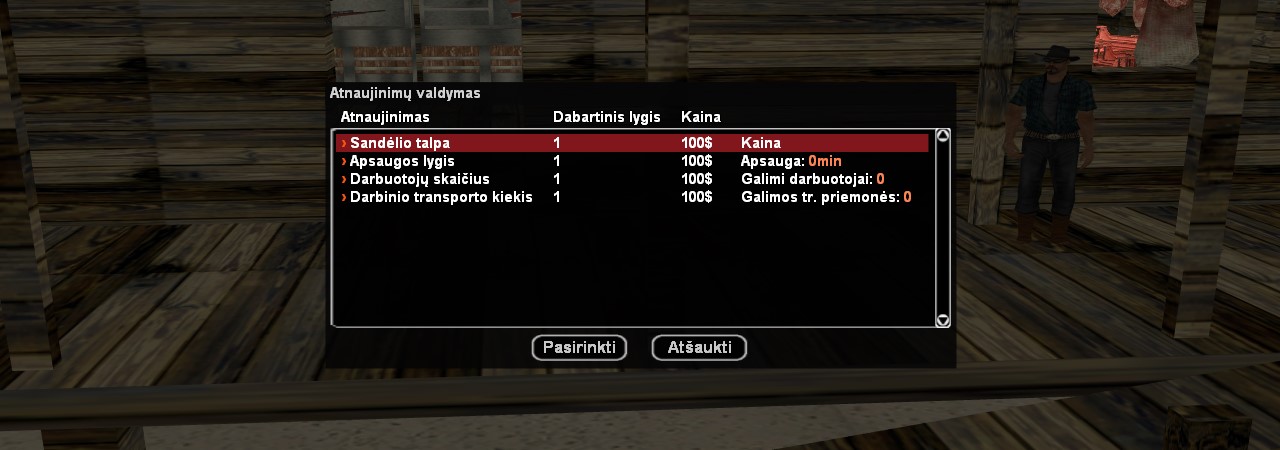 Atnaujinimų valdymas
Atnaujinimas Dabartinis lygis Kaina
› Sandėlio talpa 1 100$ Kaina
› Apsaugos lygis 1 100$ Apsauga: 0min
› Darbuotojų skaičius 1 100$ Galimi darbuotojai: 0
› Darbinio transporto kiekis 1 100$ Galimos tr. priemonės: 0
Pasirinkti Atšaukti